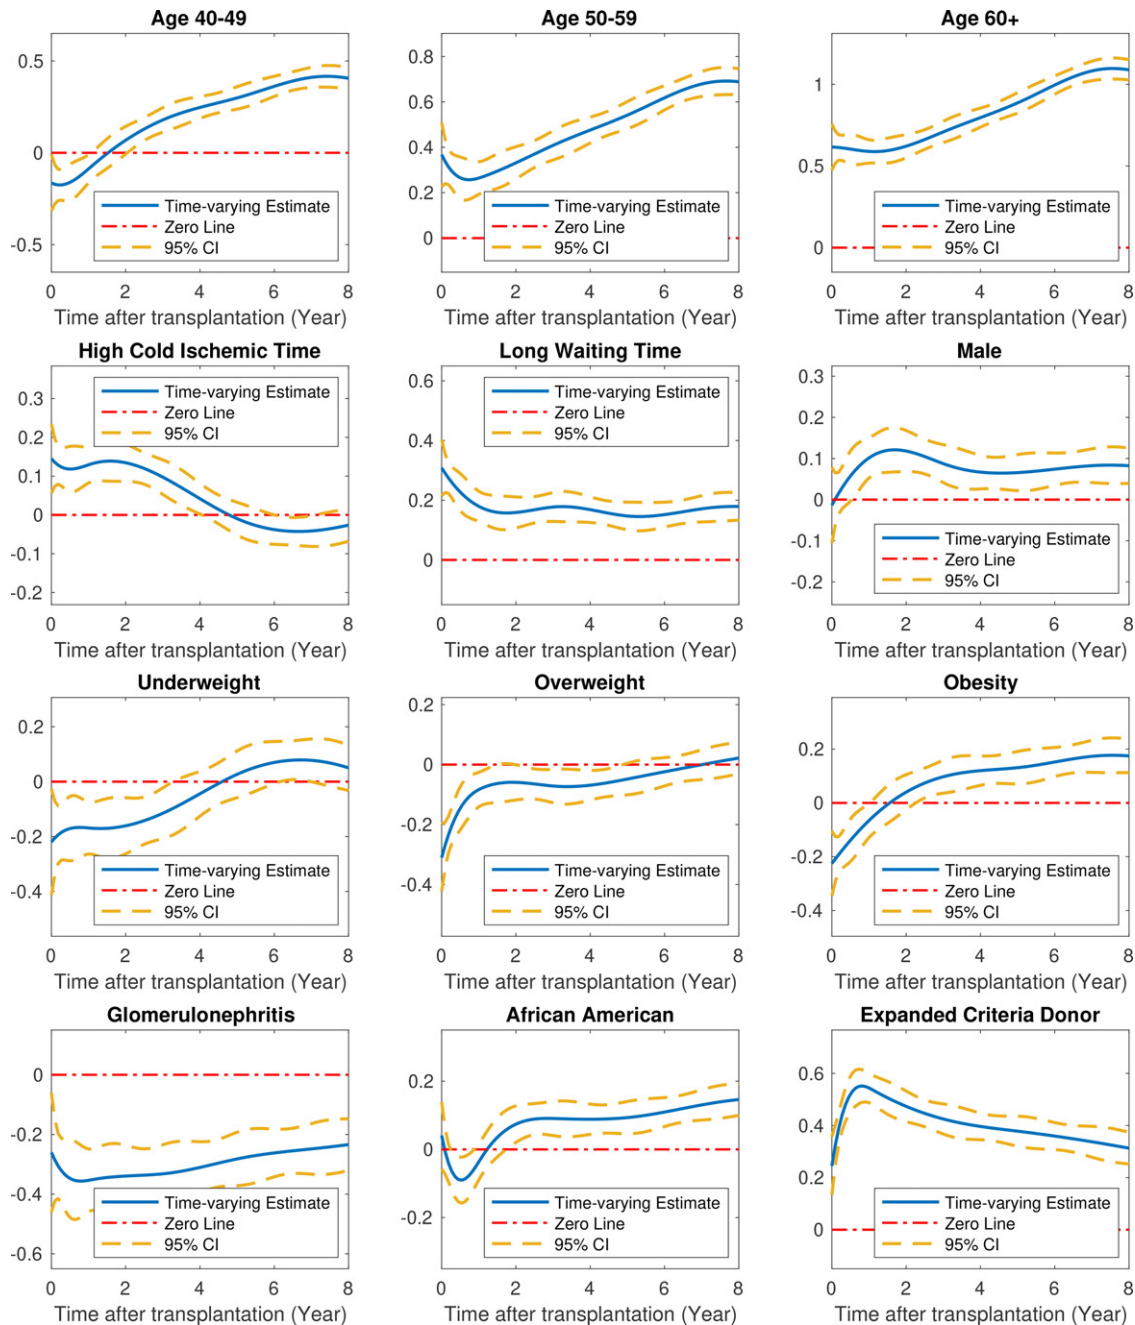 Age 40-49
0.5
0
-0.5
Time-varying Estimate
Zero Line
95% CI
0 2 4 6 8
Time after transplantation (Year)
Age 50-59
0.8
0.6
0.4
0.2
0
Time-varying Estimate
Zero Line
95% CI
0 2 4 6 8
Time after transplantation (Year)
Age 60+
1
0.5
0
Time-varying Estimate
Zero Line
95% CI
0 2 4 6 8
Time after transplantation (Year)
High Cold Ischemic Time
0.3
0.2
0.1
0
-0.1
-0.2
Time-varying Estimate
Zero Line
95% CI
0 2 4 6 8
Time after transplantation (Year)
Long Waiting Time
0.6
0.4
0.2
0
Time-varying Estimate
Zero Line
95% CI
0 2 4 6 8
Time after transplantation (Year)
Male
0.3
0.2
0.1
0
-0.1
-0.2
Time-varying Estimate
Zero Line
95% CI
0 2 4 6 8
Time after transplantation (Year)
Underweight
0.2
0
-0.2
-0.4
Time-varying Estimate
Zero Line
95% CI
0 2 4 6 8
Time after transplantation (Year)
Overweight
0.2
0
-0.2
-0.4
Time-varying Estimate
Zero Line
95% CI
0 2 4 6 8
Time after transplantation (Year)
Obesity
0.2
0
-0.2
-0.4
Time-varying Estimate
Zero Line
95% CI
0 2 4 6 8
Time after transplantation (Year)
Glomerulonephritis
0
-0.2
-0.4
-0.6
Time-varying Estimate
Zero Line
95% CI
0 2 4 6 8
Time after transplantation (Year)
African American
0.2
0
-0.2
Time-varying Estimate
Zero Line
95% CI
0 2 4 6 8
Time after transplantation (Year)
Expanded Criteria Donor
0.6
0.4
0.2
0
Time-varying Estimate
Zero Line
95% CI
0 2 4 6 8
Time after transplantation (Year)